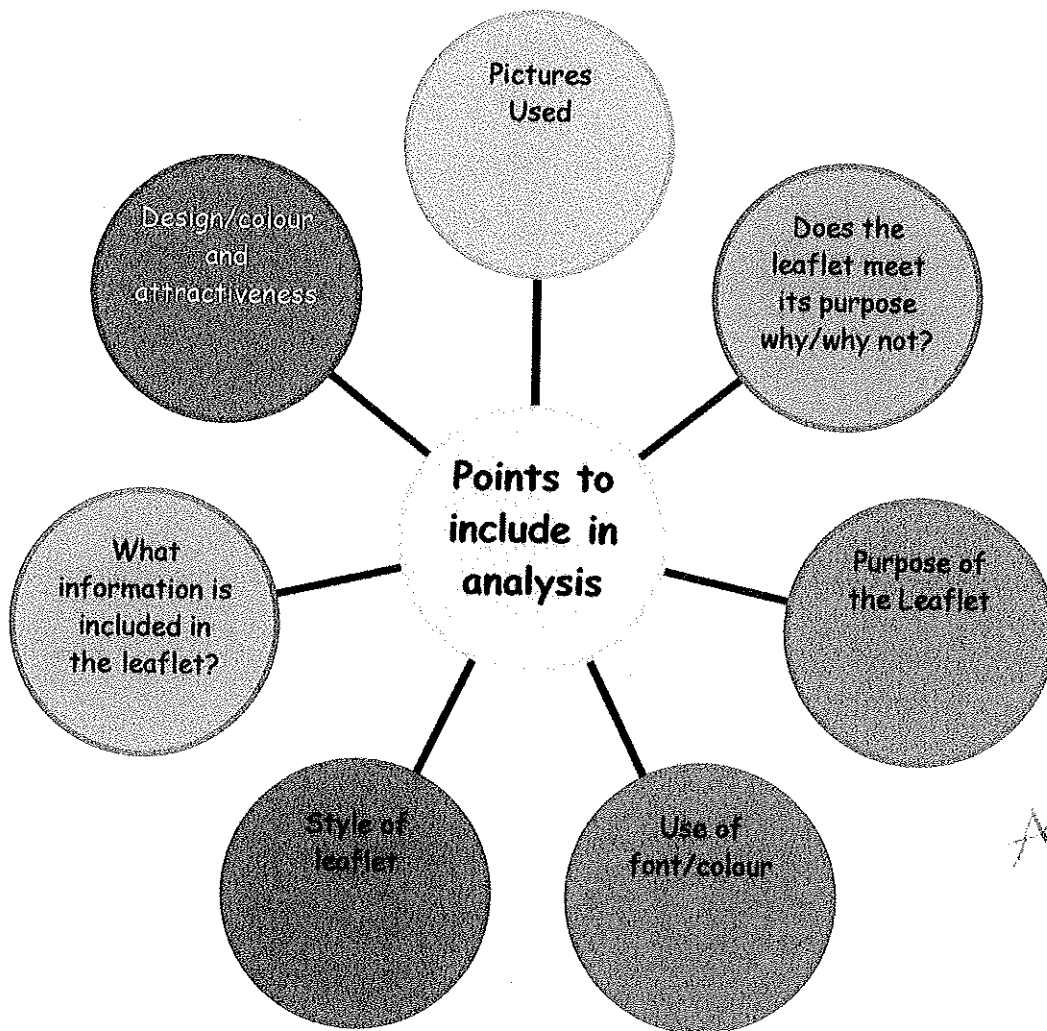 Pictures
Used
Does the
leaflet meet
its purpose
why/why not?
Purpose of
the Leaflet
Use of
font/colour
Style of
leaflet
What
information is
included in
the leaflet?
Design/colour
and
attractiveness
Points to
include in
analysis